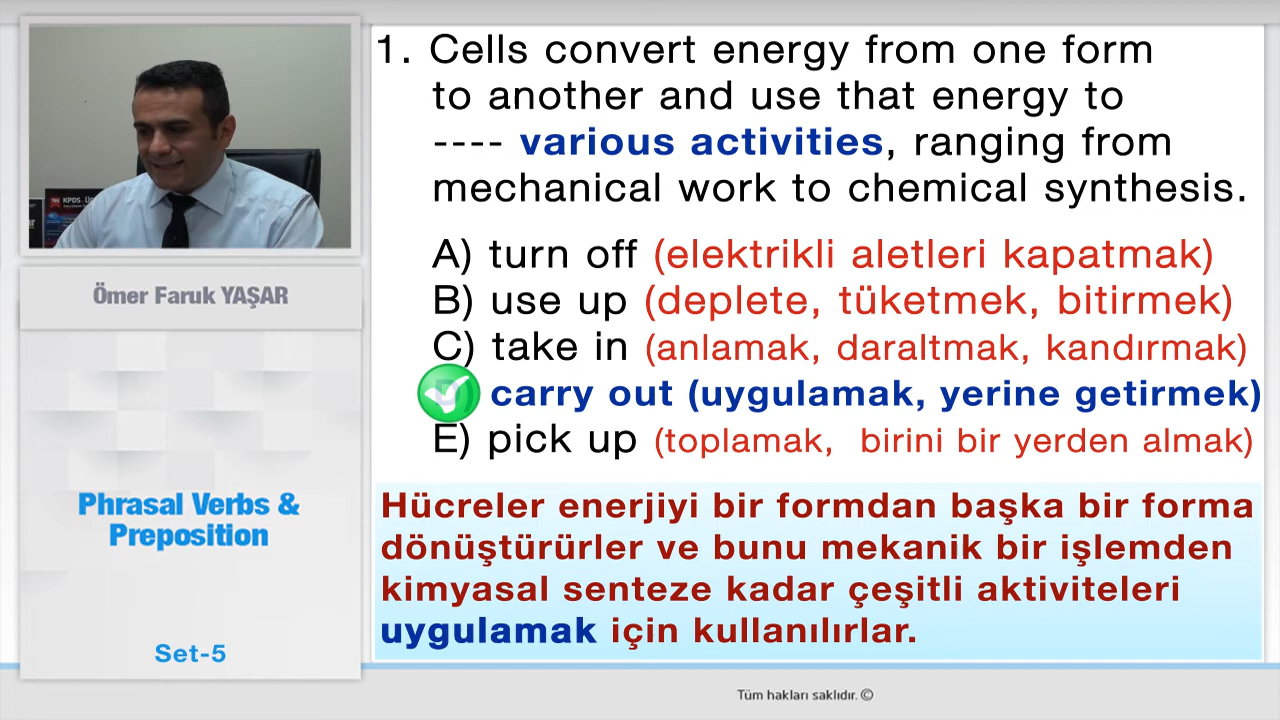 KPDS
Ömer Faruk YAŞAR
Phrasal Verbs &
Preposition
Set-5
1. Cells convert energy from one form
to another and use that energy to
---- various activities, ranging from
mechanical work to chemical synthesis.
A) turn off (elektrikli aletleri kapatmak)
B) use up (deplete, tüketmek, bitirmek)
C) take in (anlamak, daraltmak, kandırmak)
D) carry out (uygulamak, yerine getirmek)
E) pick up (toplamak, birini bir yerden almak)
Hücreler enerjiyi bir formdan başka bir forma
dönüştürürler ve bunu mekanik bir işlemden
kimyasal senteze kadar çeşitli aktiviteleri
uygulamak için kullanılırlar.
Tüm hakları saklıdır. ©